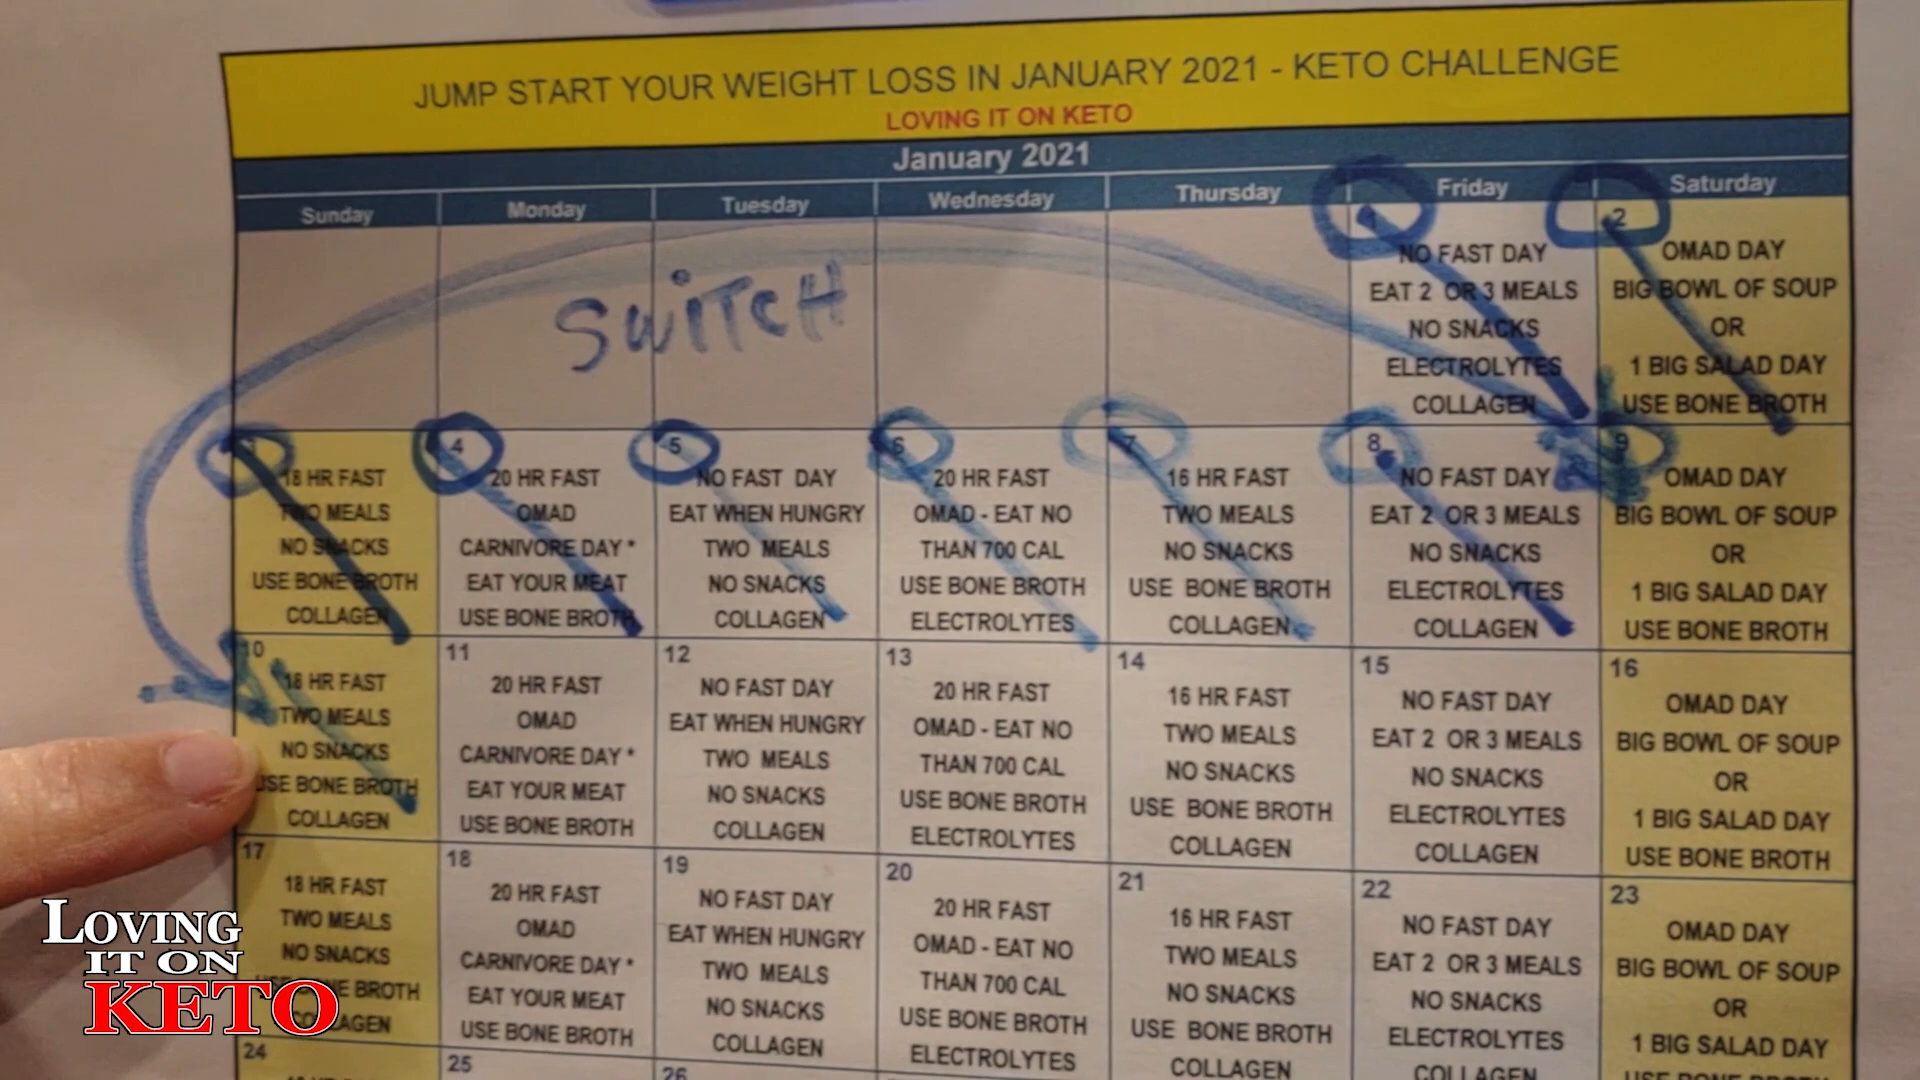 JUMP START YOUR WEIGHT LOSS IN JANUARY 2021 - KETO CHALLENGE
LOVING IT ON KETO
January 2021
Sunday Monday Tuesday Wednesday Thursday Friday Saturday
SWITCH
1
NO FAST DAY
EAT 2 OR 3 MEALS
NO SNACKS
ELECTROLYTES
COLLAGEN
2
OMAD DAY
BIG BOWL OF SOUP
OR
1 BIG SALAD DAY
USE BONE BROTH
3
18 HR FAST
TWO MEALS
NO SNACKS
USE BONE BROTH
COLLAGEN
4
20 HR FAST
OMAD
CARNIVORE DAY *
EAT YOUR MEAT
USE BONE BROTH
5
NO FAST DAY
EAT WHEN HUNGRY
TWO MEALS
NO SNACKS
COLLAGEN
6
20 HR FAST
OMAD - EAT NO
THAN 700 CAL
USE BONE BROTH
ELECTROLYTES
7
16 HR FAST
TWO MEALS
NO SNACKS
USE BONE BROTH
COLLAGEN
8
NO FAST DAY
EAT 2 OR 3 MEALS
NO SNACKS
ELECTROLYTES
COLLAGEN
9
OMAD DAY
BIG BOWL OF SOUP
OR
1 BIG SALAD DAY
USE BONE BROTH
10
18 HR FAST
TWO MEALS
NO SNACKS
USE BONE BROTH
COLLAGEN
11
20 HR FAST
OMAD
CARNIVORE DAY *
EAT YOUR MEAT
USE BONE BROTH
12
NO FAST DAY
EAT WHEN HUNGRY
TWO MEALS
NO SNACKS
COLLAGEN
13
20 HR FAST
OMAD - EAT NO
THAN 700 CAL
USE BONE BROTH
ELECTROLYTES
14
16 HR FAST
TWO MEALS
NO SNACKS
USE BONE BROTH
COLLAGEN
15
NO FAST DAY
EAT 2 OR 3 MEALS
NO SNACKS
ELECTROLYTES
COLLAGEN
16
OMAD DAY
BIG BOWL OF SOUP
OR
1 BIG SALAD DAY
USE BONE BROTH
17
18 HR FAST
TWO MEALS
NO SNACKS
USE BONE BROTH
COLLAGEN
18
20 HR FAST
OMAD
CARNIVORE DAY *
EAT YOUR MEAT
USE BONE BROTH
19
NO FAST DAY
EAT WHEN HUNGRY
TWO MEALS
NO SNACKS
COLLAGEN
20
20 HR FAST
OMAD - EAT NO
THAN 700 CAL
USE BONE BROTH
ELECTROLYTES
21
16 HR FAST
TWO MEALS
NO SNACKS
USE BONE BROTH
COLLAGEN
22
NO FAST DAY
EAT 2 OR 3 MEALS
NO SNACKS
ELECTROLYTES
COLLAGEN
23
OMAD DAY
BIG BOWL OF SOUP
OR
1 BIG SALAD DAY
USE BONE BROTH
24
25
26
LOVING
IT ON
KETO